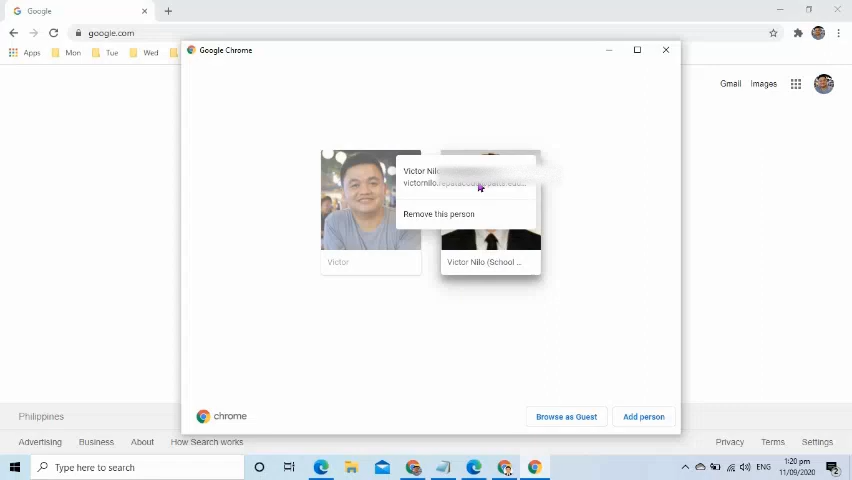 Google
google.com
Apps
Mon
Tue
Wed
Google Chrome
Gmail
Images
Victor Nilo
Remove this person
Victor
Victor Nilo (School ...
chrome
Browse as Guest
Add person
Philippines
Advertising
Business
About
How Search works
Privacy
Terms
Settings
Type here to search
ENG
1:20 pm
11/09/2020
2